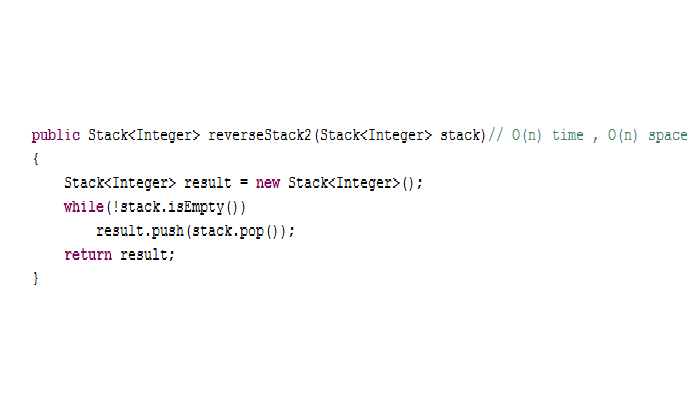 public Stack<Integer> reverseStack2(Stack<Integer> stack)// O(n) time , O(n) space
{
    Stack<Integer> result = new Stack<Integer>();
    while(!stack.isEmpty())
        result.push(stack.pop());
    return result;
}